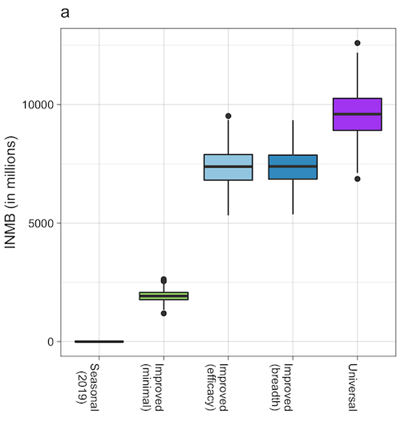 a
INMB (in millions)
10000
5000
0
Seasonal
(2019)
Improved
(minimal)
Improved
(efficacy)
Improved
(breadth)
Universal